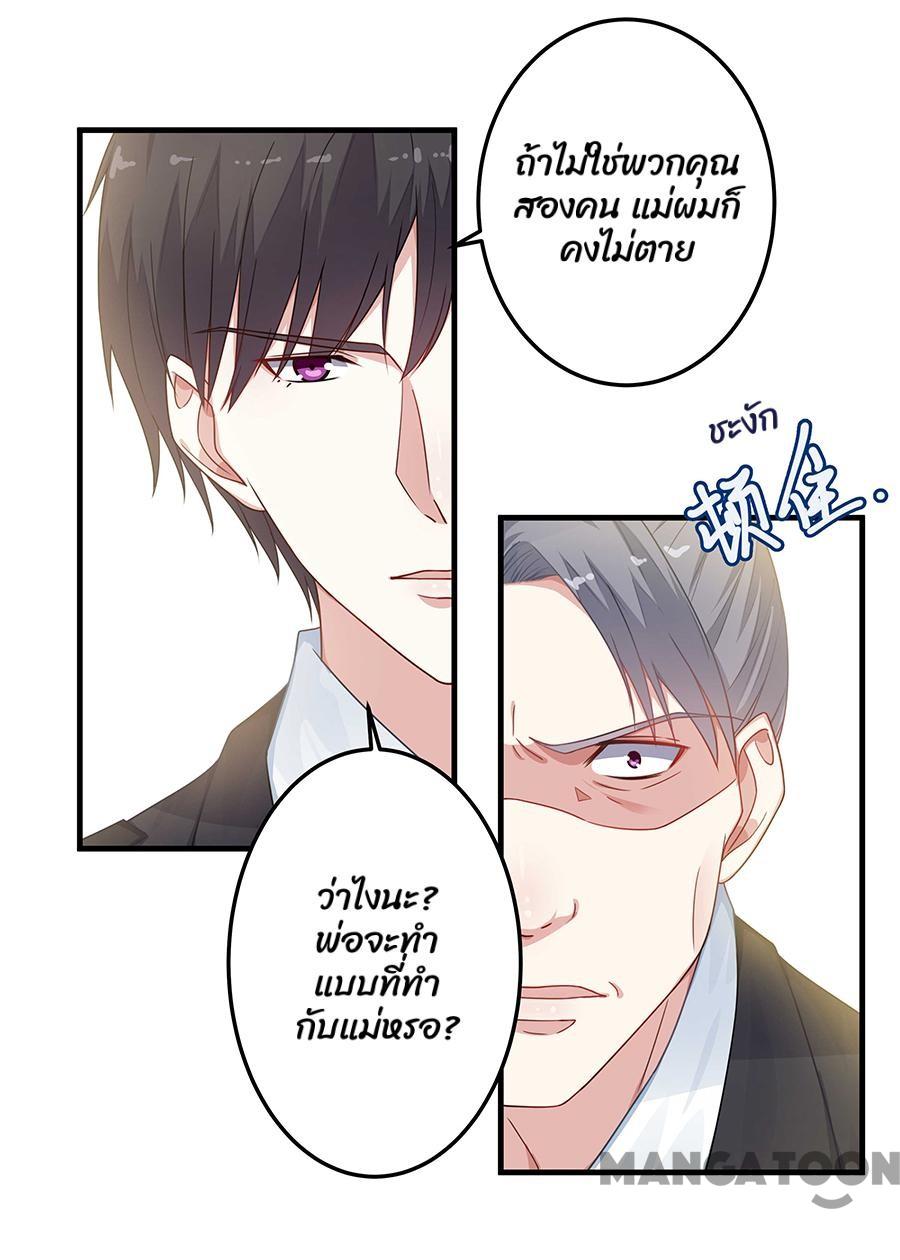 ถ้าไม่ใช่พวกคุณ
สองคน แม่ผมก็
คงไม่ตาย
ชะงัก
顿住.
ว่าไงนะ?
พ่อจะทำ
แบบที่ทำ
กับแม่หรอ?
MANGATOON